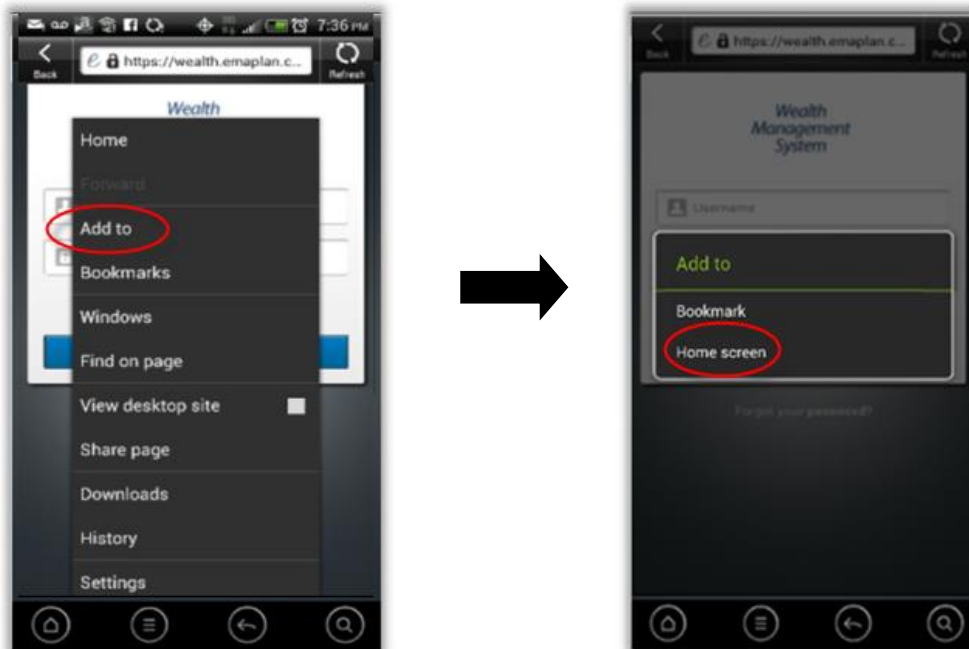 7:36 PM
https://wealth.emaplan.c...
Back
Refresh
Wealth
Home
Forward
Add to
Bookmarks
Windows
Find on page
View desktop site
Share page
Downloads
History
Settings
https://wealth.emaplan.c...
Back
Refresh
Wealth
Management
System
Username
Add to
Bookmark
Home screen
Forgot your password?